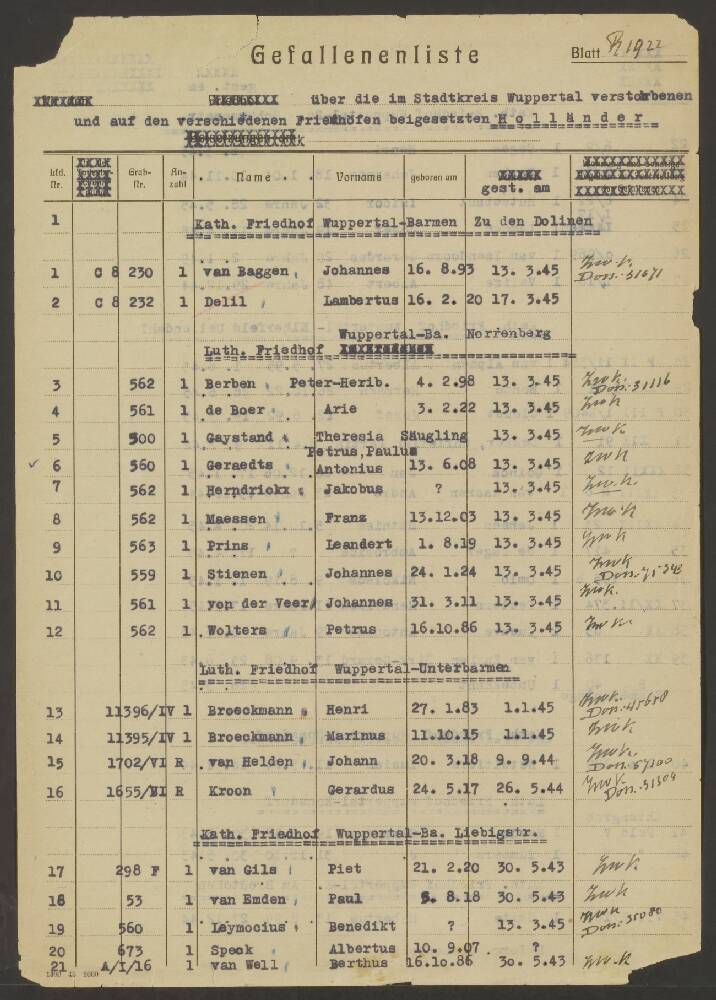 Gefallenenliste Blatt R 1922
über die im Stadtkreis Wuppertal verstorbenen
und auf den verschiedenen Friedhöfen beigesetzten Holländer
lfd. Nr. Grab-Nr. An-zahl Name Vorname geboren am gest. am
1 Kath. Friedhof Wuppertal-Barmen Zu den Dolinen
1 C 8 230 1 van Baggen Johannes 16. 8.93 13. 3.45 Dos.: 31671
2 C 8 232 1 Delil Lambertus 16. 2. 20 17. 3.45
Wuppertal-Ba. Norrenberg
Luth. Friedhof
3 562 1 Berben Peter-Herib. 4. 2.98 13. 3.45 Dos.: 31116
4 561 1 de Boer Arie 3. 2.22 13. 3.45
5 500 1 Gaystand Theresia Säugling 13. 3.45
Petrus,Paulus
6 560 1 Geraedts Antonius 13. 6.08 13. 3.45
7 562 1 Herndrickx Jakobus ? 13. 3.45
8 562 1 Maessen Franz 13.12.03 13. 3.45
9 563 1 Prins Leandert 1. 8.19 13. 3.45
10 559 1 Stienen Johannes 24. 1.24 13. 3.45
11 561 1 von der Veer Johannes 31. 3.11 13. 3.45
12 562 1 Wolters Petrus 16.10.86 13. 3.45
Luth. Friedhof Wuppertal-Unterbarmen
13 11396/IV 1 Broeckmann Henri 27. 1.83 1.1.45
14 11395/IV 1 Broeckmann Marinus 11.10.15 1.1.45
15 1702/VI R van Helden Johann 20. 3.18 9. 9.44
16 1655/VI R Kroon Gerardus 24. 5.17 26. 5.44 Dos.: 31304
Kath. Friedhof Wuppertal-Ba. Liebigstr.
17 298 F 1 van Gils Piet 21. 2.20 30. 5.43
18 53 1 van Emden Paul 8.18 30. 5.43
19 560 1 Leymocius Benedikt ? 13. 3.45
20 673 1 Speck Albertus 10. 9.07 ?
21 A/I/16 1 van Well Berthus 16.10.86 30. 5.43